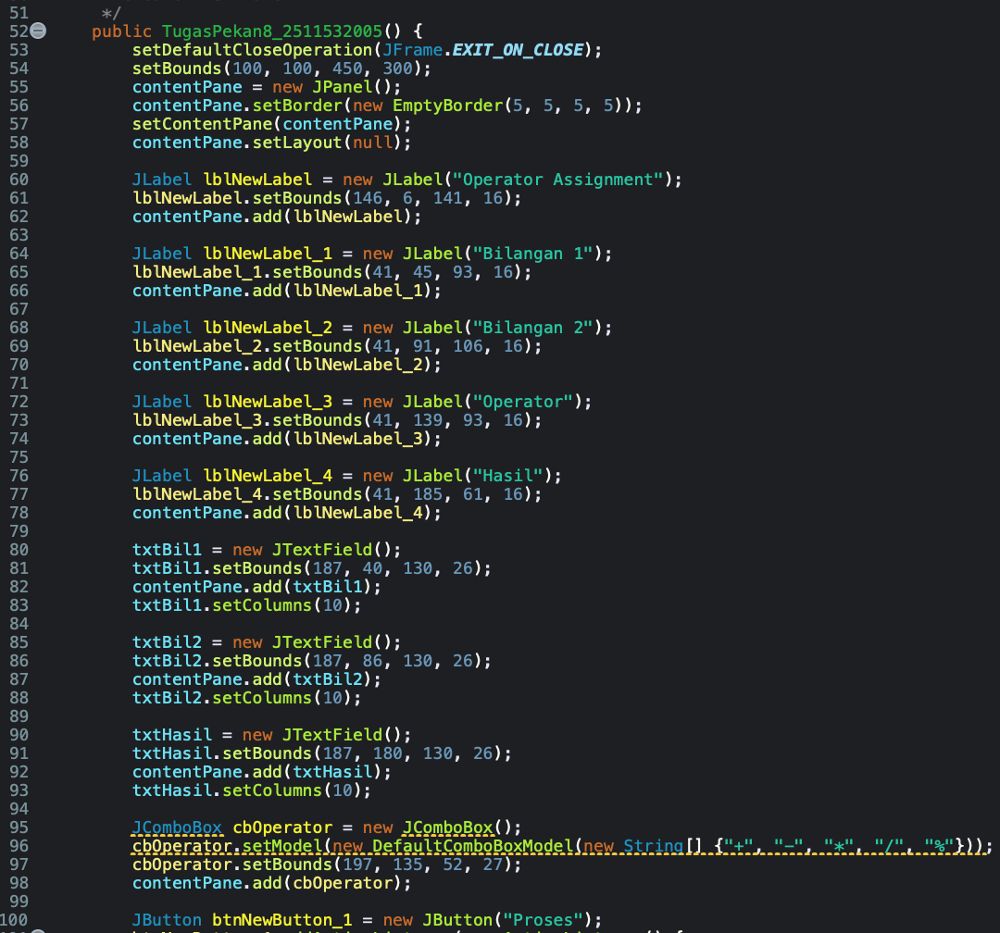 51 */
52 public TugasPekan8_2511532005() {
53 setDefaultCloseOperation(JFrame.EXIT_ON_CLOSE);
54 setBounds(100, 100, 450, 300);
55 contentPane = new JPanel();
56 contentPane.setBorder(new EmptyBorder(5, 5, 5, 5));
57 setContentPane(contentPane);
58 contentPane.setLayout(null);
59
60 JLabel lblNewLabel = new JLabel("Operator Assignment");
61 lblNewLabel.setBounds(146, 6, 141, 16);
62 contentPane.add(lblNewLabel);
63
64 JLabel lblNewLabel_1 = new JLabel("Bilangan 1");
65 lblNewLabel_1.setBounds(41, 45, 93, 16);
66 contentPane.add(lblNewLabel_1);
67
68 JLabel lblNewLabel_2 = new JLabel("Bilangan 2");
69 lblNewLabel_2.setBounds(41, 91, 106, 16);
70 contentPane.add(lblNewLabel_2);
71
72 JLabel lblNewLabel_3 = new JLabel("Operator");
73 lblNewLabel_3.setBounds(41, 139, 93, 16);
74 contentPane.add(lblNewLabel_3);
75
76 JLabel lblNewLabel_4 = new JLabel("Hasil");
77 lblNewLabel_4.setBounds(41, 185, 61, 16);
78 contentPane.add(lblNewLabel_4);
79
80 txtBil1 = new JTextField();
81 txtBil1.setBounds(187, 40, 130, 26);
82 contentPane.add(txtBil1);
83 txtBil1.setColumns(10);
84
85 txtBil2 = new JTextField();
86 txtBil2.setBounds(187, 86, 130, 26);
87 contentPane.add(txtBil2);
88 txtBil2.setColumns(10);
89
90 txtHasil = new JTextField();
91 txtHasil.setBounds(187, 180, 130, 26);
92 contentPane.add(txtHasil);
93 txtHasil.setColumns(10);
94
95 JComboBox cbOperator = new JComboBox();
96 cbOperator.setModel(new DefaultComboBoxModel(new String[] {"+", "-", "*", "/", "%"}));
97 cbOperator.setBounds(197, 135, 52, 27);
98 contentPane.add(cbOperator);
99
100 JButton btnNewButton_1 = new JButton("Proses");